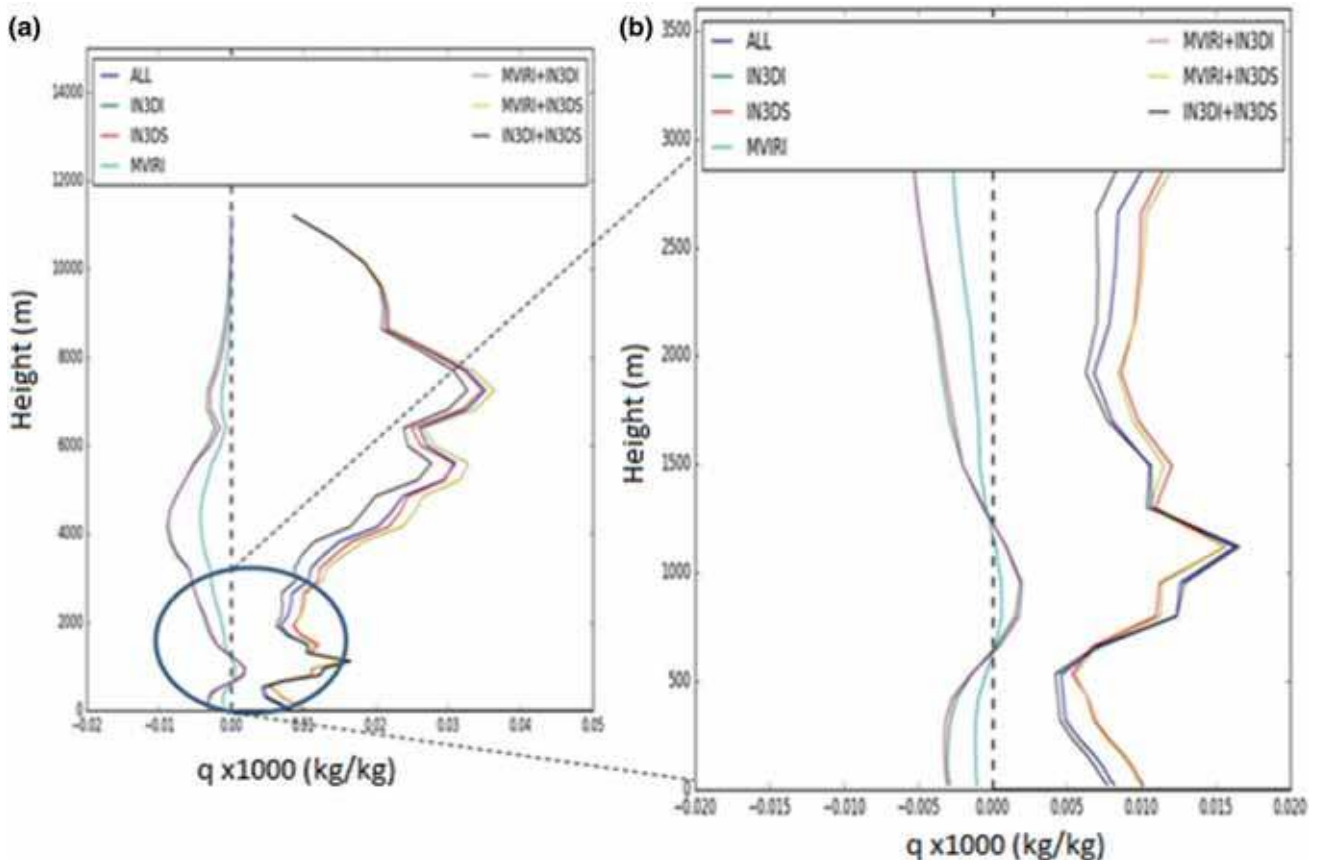 (a)
ALL
IN3DI
IN3DS
MVIRI
MVIRI+IN3DI
MVIRI+IN3DS
IN3DI+IN3DS
14000
12000
10000
8000
6000
4000
2000
0
Height (m)
-0.02 -0.01 0.00 0.01 0.02 0.03 0.04 0.05
q x1000 (kg/kg)
(b)
ALL
IN3DI
IN3DS
MVIRI
MVIRI+IN3DI
MVIRI+IN3DS
IN3DI+IN3DS
3500
3000
2500
2000
1500
1000
500
0
Height (m)
−0.020 −0.015 −0.010 −0.005 0.000 0.005 0.010 0.015 0.020
q x1000 (kg/kg)